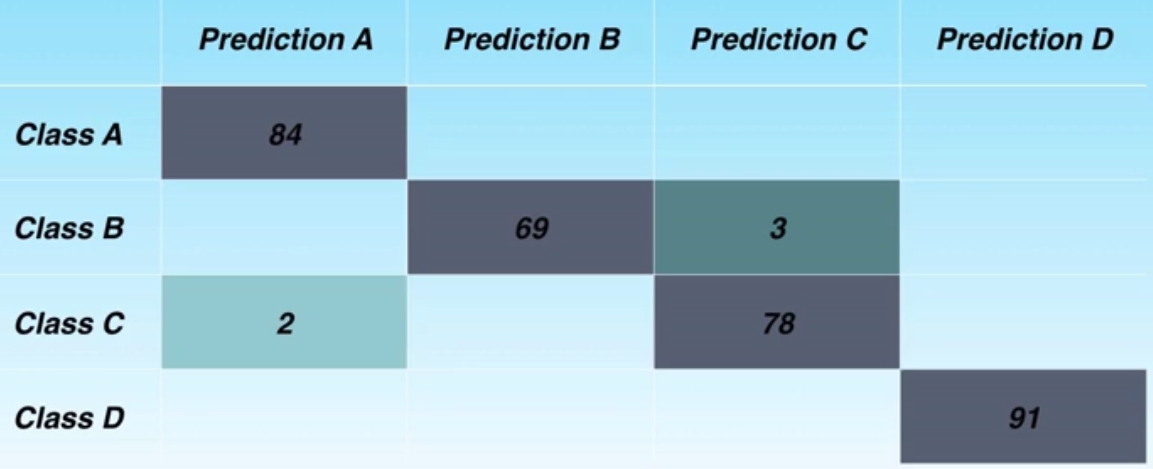 Prediction A Prediction B Prediction C Prediction D
Class A 84
Class B 69 3
Class C 2 78
Class D 91